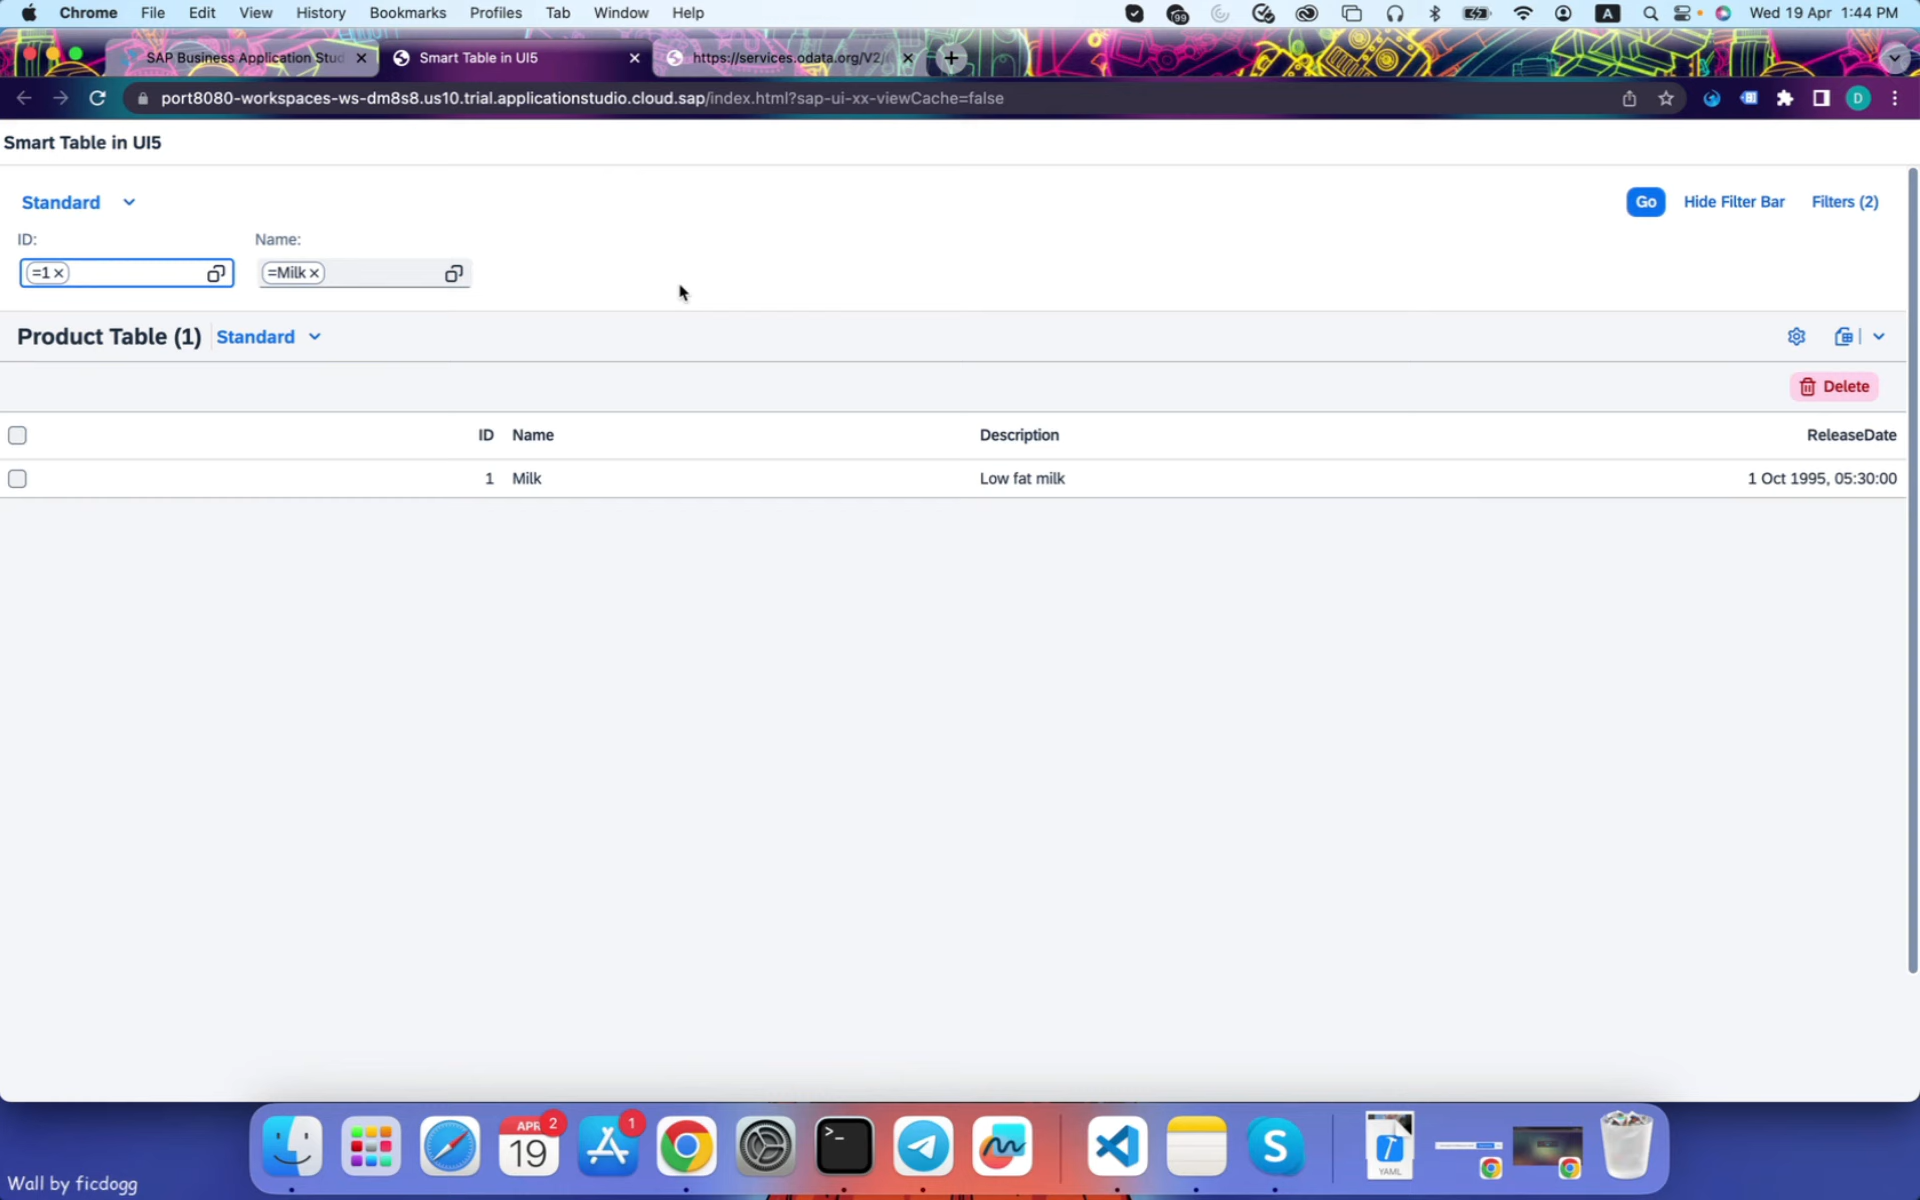 Chrome File Edit View History Bookmarks Profiles Tab Window Help
99 A Wed 19 Apr 1:44 PM
SAP Business Application Stud
Smart Table in UI5
https://services.odata.org/V2/
port8080-workspaces-ws-dm8s8.us10.trial.applicationstudio.cloud.sap/index.html?sap-ui-xx-viewCache=false
D
Smart Table in UI5
Standard
Go Hide Filter Bar Filters (2)
ID: Name:
=1 =Milk
Product Table (1) Standard
Delete
ID Name Description ReleaseDate
1 Milk Low fat milk 1 Oct 1995, 05:30:00
APR 2 1
19
>_
S
YAML
Wall by ficdogg